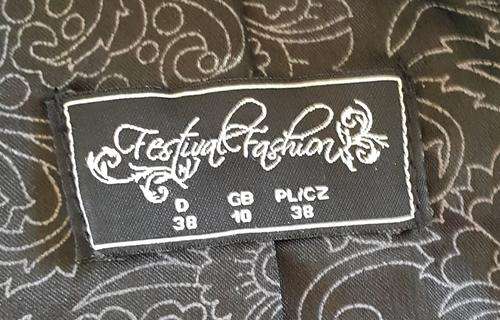 Festival Fashion
D GB PL/CZ
38 10 38